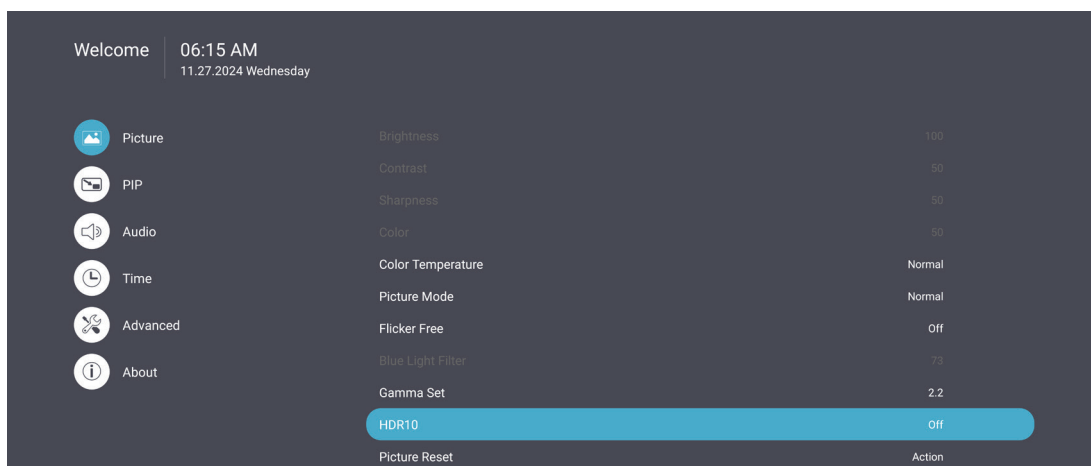 Welcome
06:15 AM
11.27.2024 Wednesday
Picture
PIP
Audio
Time
Advanced
About
Brightness 100
Contrast 50
Sharpness 50
Color 50
Color Temperature Normal
Picture Mode Normal
Flicker Free Off
Blue Light Filter 73
Gamma Set 2.2
HDR10 Off
Picture Reset Action